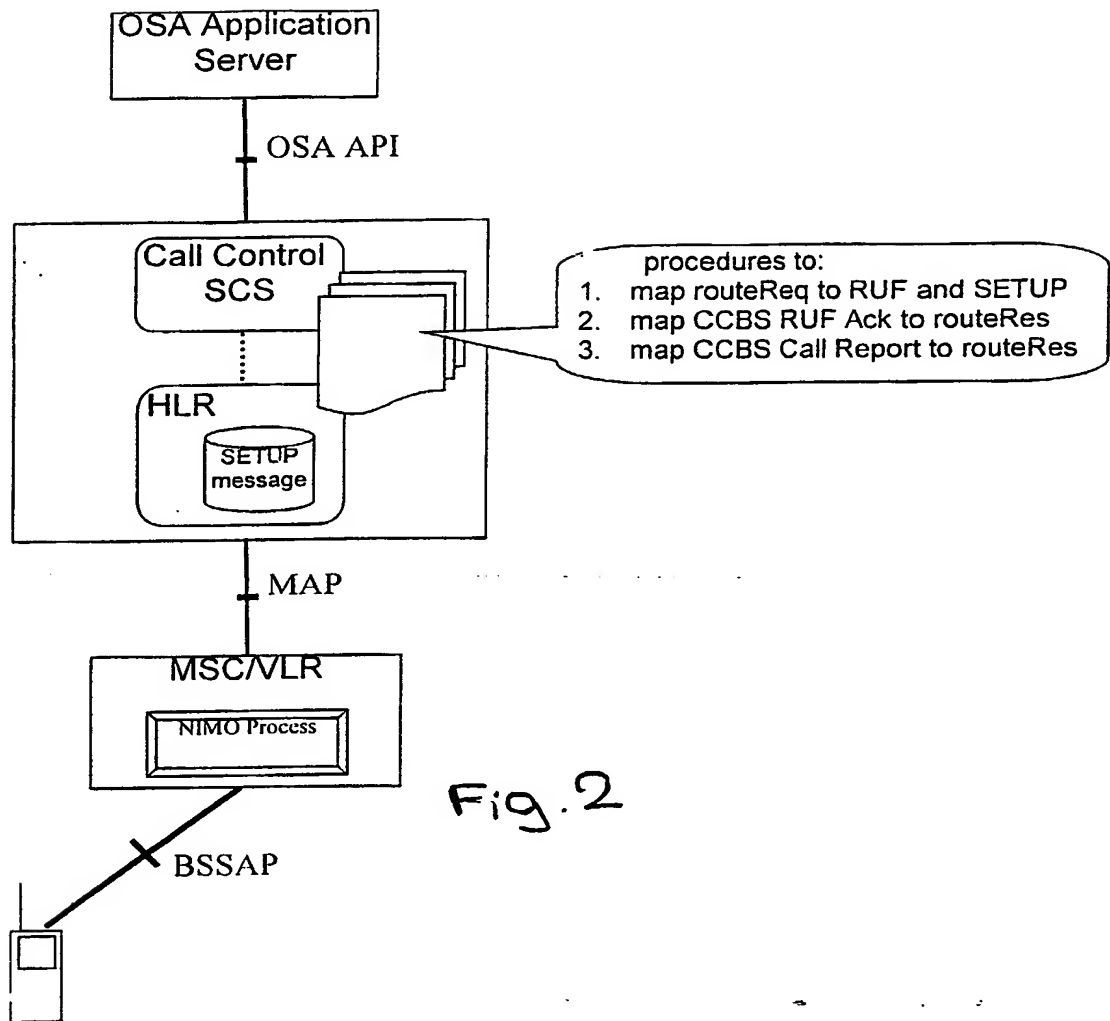 OSA Application
Server
OSA API
Call Control
SCS
procedures to:
1. map routeReq to RUF and SETUP
2. map CCBS RUF Ack to routeRes
3. map CCBS Call Report to routeRes
HLR
SETUP
message
MAP
MSC/VLR
NIMO Process
Fig. 2
BSSAP